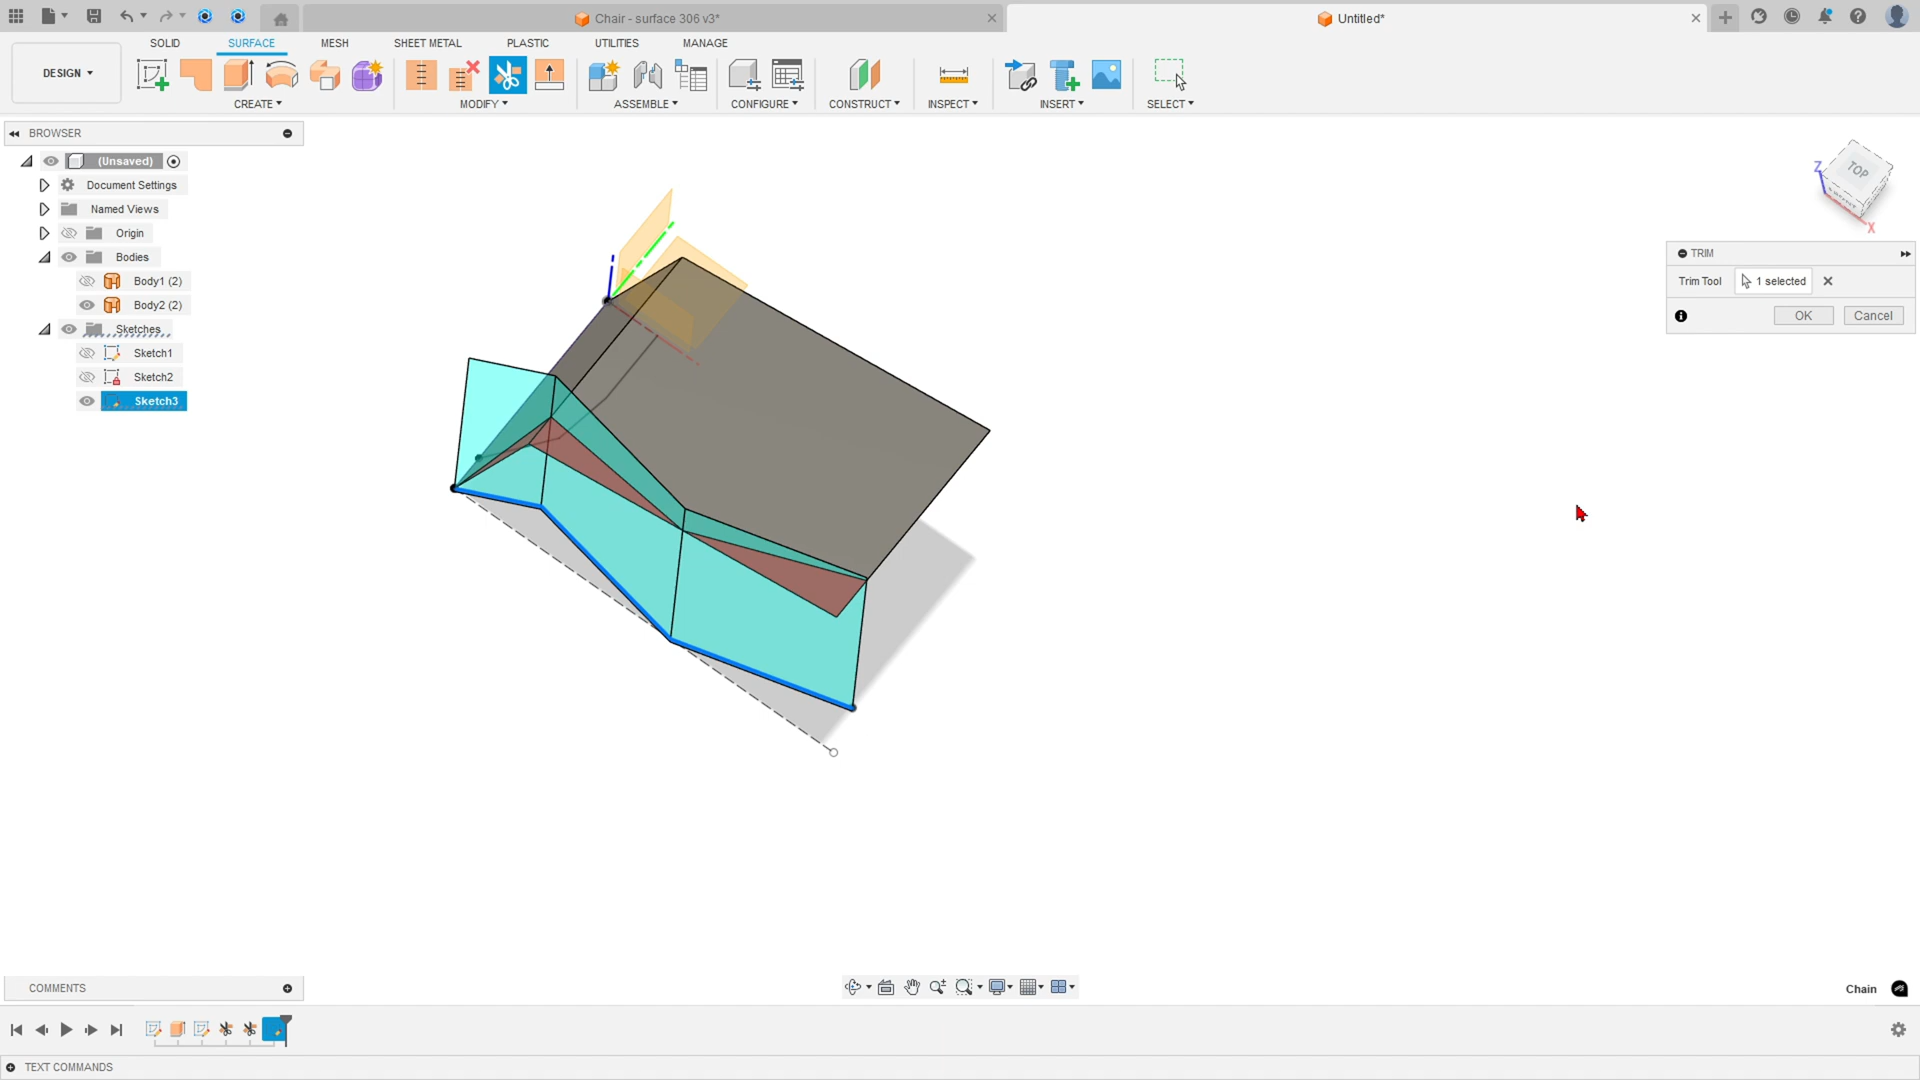 Chair - surface 306 v3*
Untitled*
SOLID
SURFACE
MESH
SHEET METAL
PLASTIC
UTILITIES
MANAGE
DESIGN
CREATE
MODIFY
ASSEMBLE
CONFIGURE
CONSTRUCT
INSPECT
INSERT
SELECT
BROWSER
(Unsaved)
Document Settings
Named Views
Origin
Bodies
Body1 (2)
Body2 (2)
Sketches
Sketch1
Sketch2
Sketch3
Z
TOP
X
TRIM
Trim Tool
1 selected
OK
Cancel
COMMENTS
Chain
TEXT COMMANDS